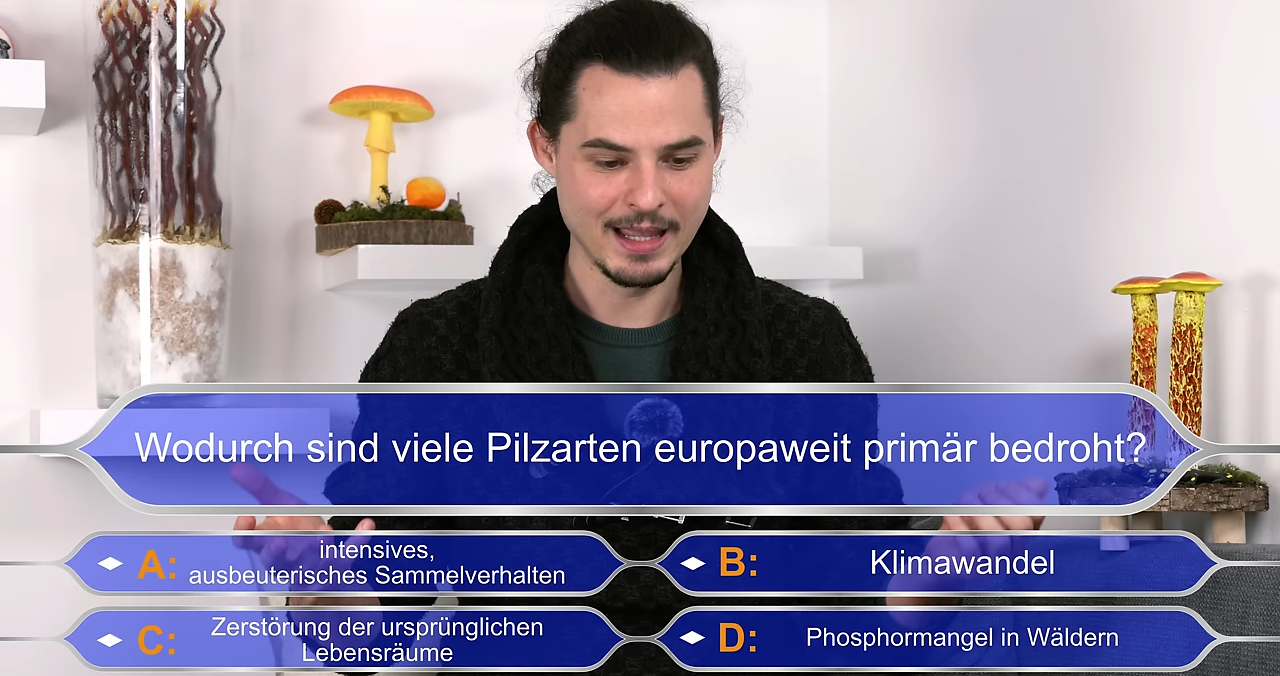 Wodurch sind viele Pilzarten europaweit primär bedroht?
A: intensives,
ausbeuterisches Sammelverhalten
B: Klimawandel
C: Zerstörung der ursprünglichen
Lebensräume
D: Phosphormangel in Wäldern